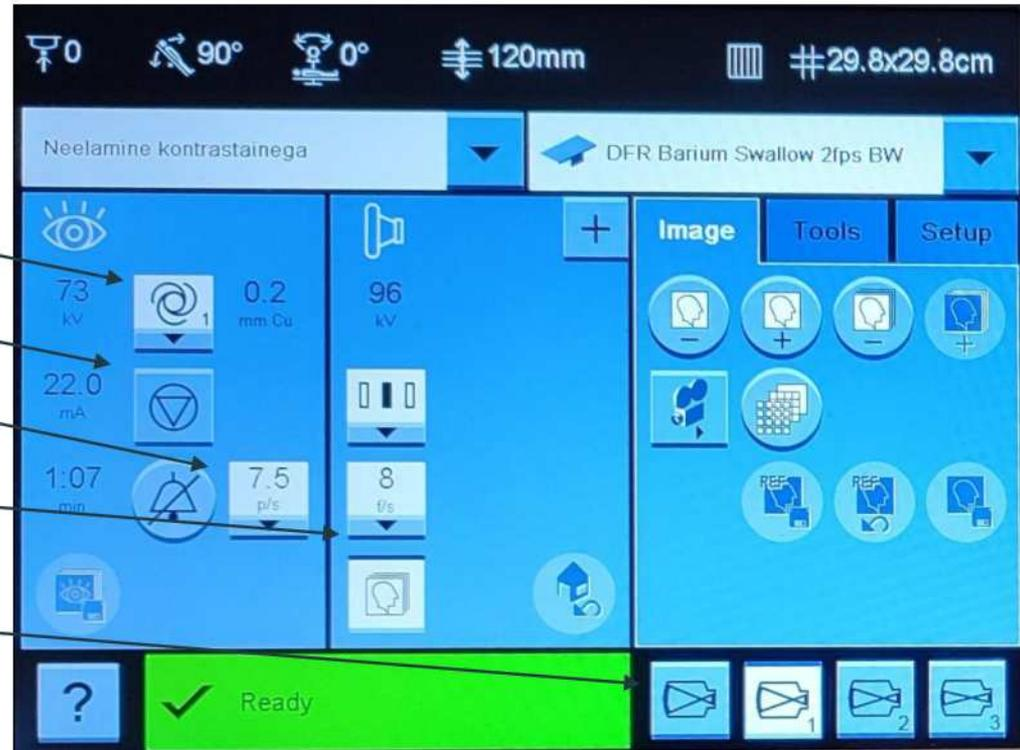 0 90° 0° 120mm #29.8x29.8cm
Neelamine kontrastainega DFR Barium Swallow 2fps BW
Image Tools Setup
73 kV 1 0.2 mm Cu 96 kV
- + - +
22.0 mA
1:07 min 7.5 p/s 8 f/s
REF REF
? Ready 1 2 3